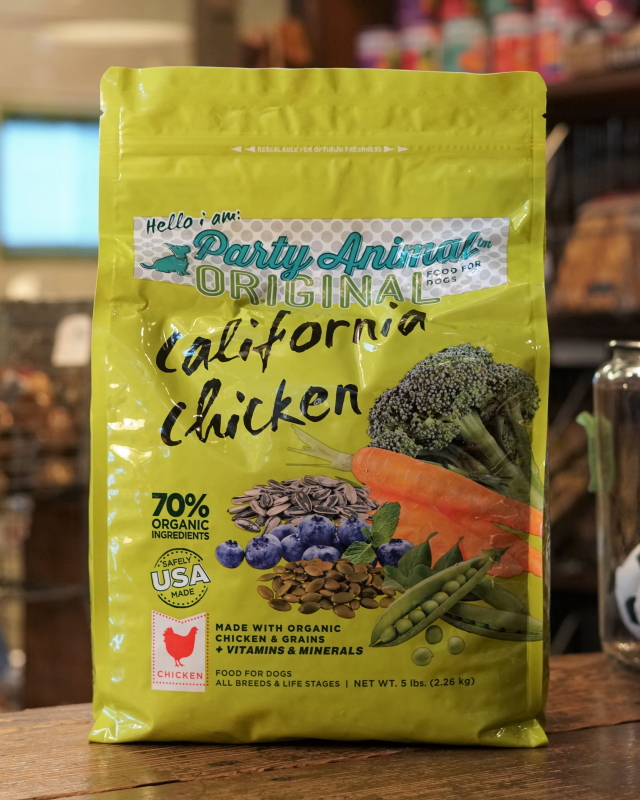 RESEALABLE FOR OPTIMUM FRESHNESS
Hello i am:
Party Animal tm
ORIGINAL
FOOD FOR
DOGS
California
Chicken
70%
ORGANIC
INGREDIENTS
SAFELY
USA
MADE
CHICKEN
MADE WITH ORGANIC
CHICKEN & GRAINS
+ VITAMINS & MINERALS
FOOD FOR DOGS
ALL BREEDS & LIFE STAGES | NET WT. 5 lbs. (2.26 kg)